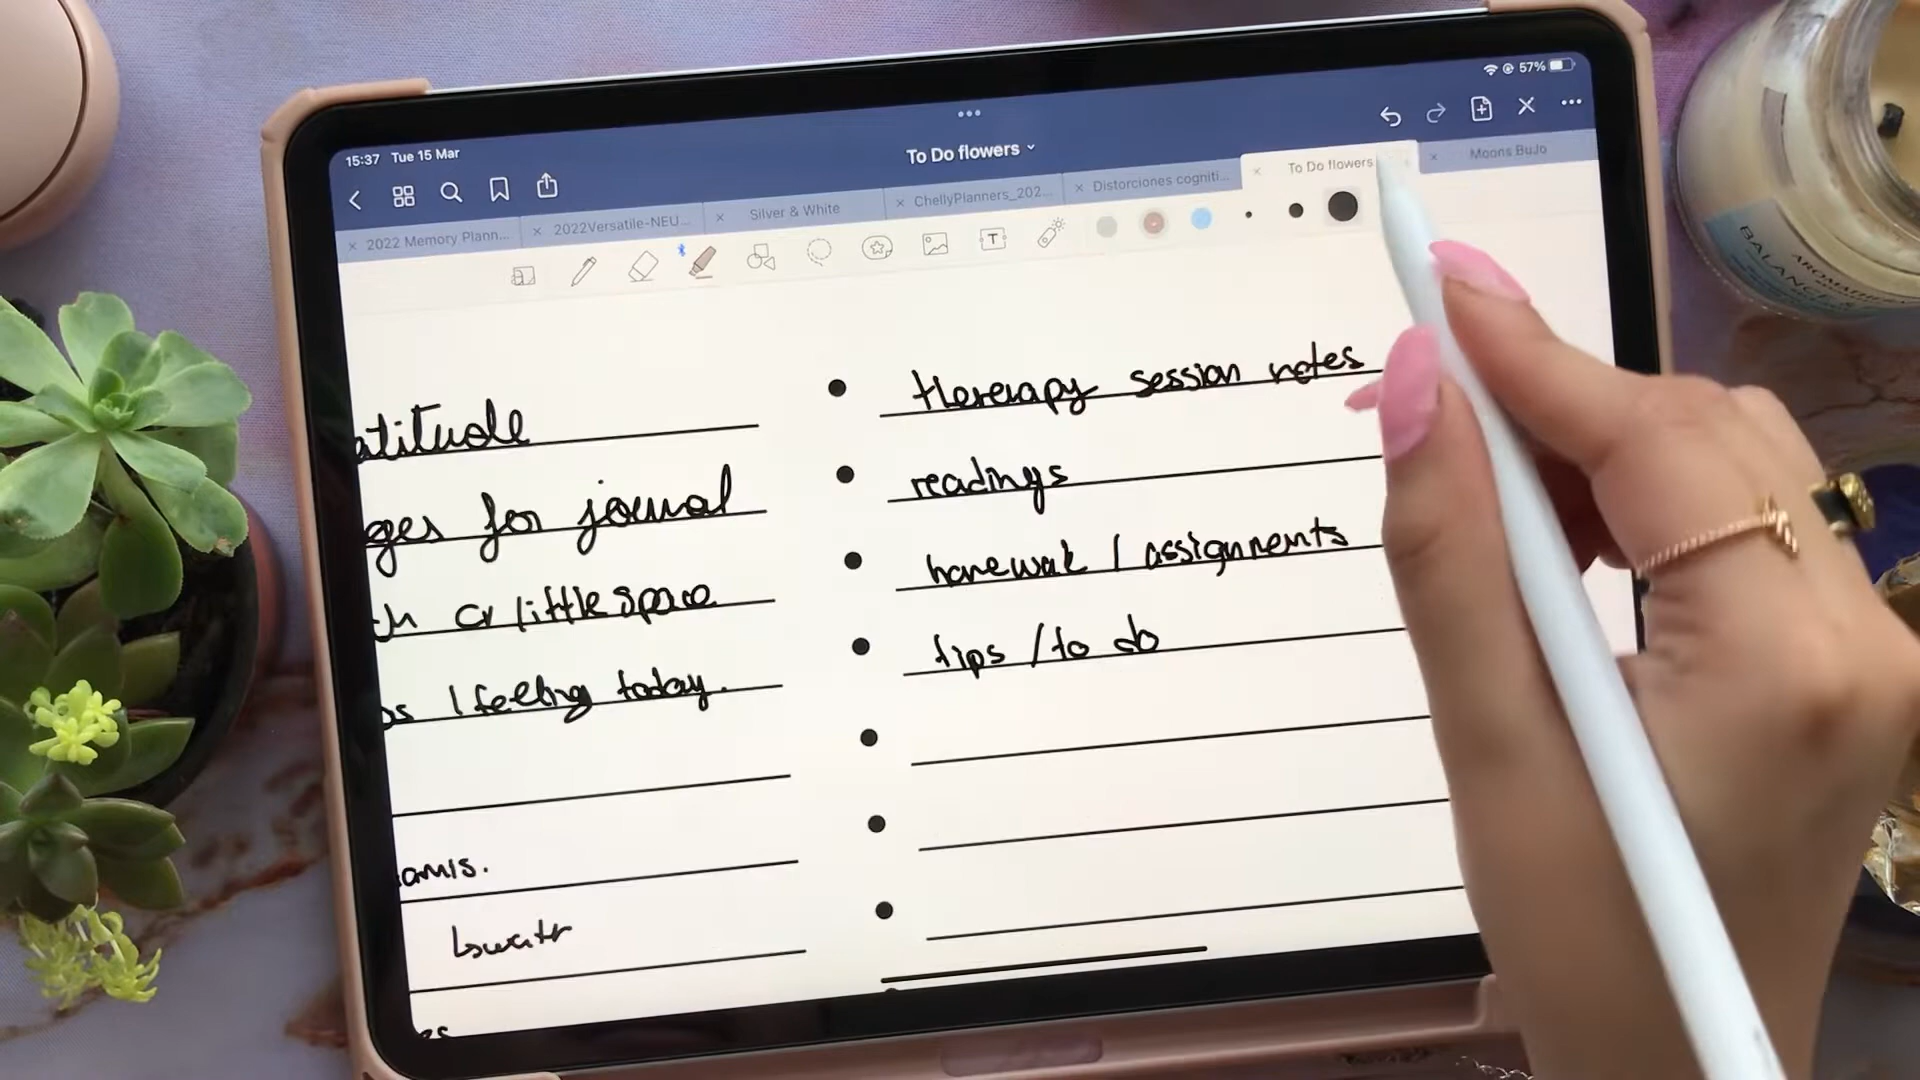 15:37 Tue 15 Mar
57%
To Do flowers
2022 Memory Plann...
2022Versatile-NEU...
Silver & White
ChellyPlanners_202...
Distorciones cogniti...
To Do flowers
Moons BuJo
T
atitude
ges for journal
little space
I feeling today.
therapy session notes
readings
homework / assignments
tips / to do
BALANCE